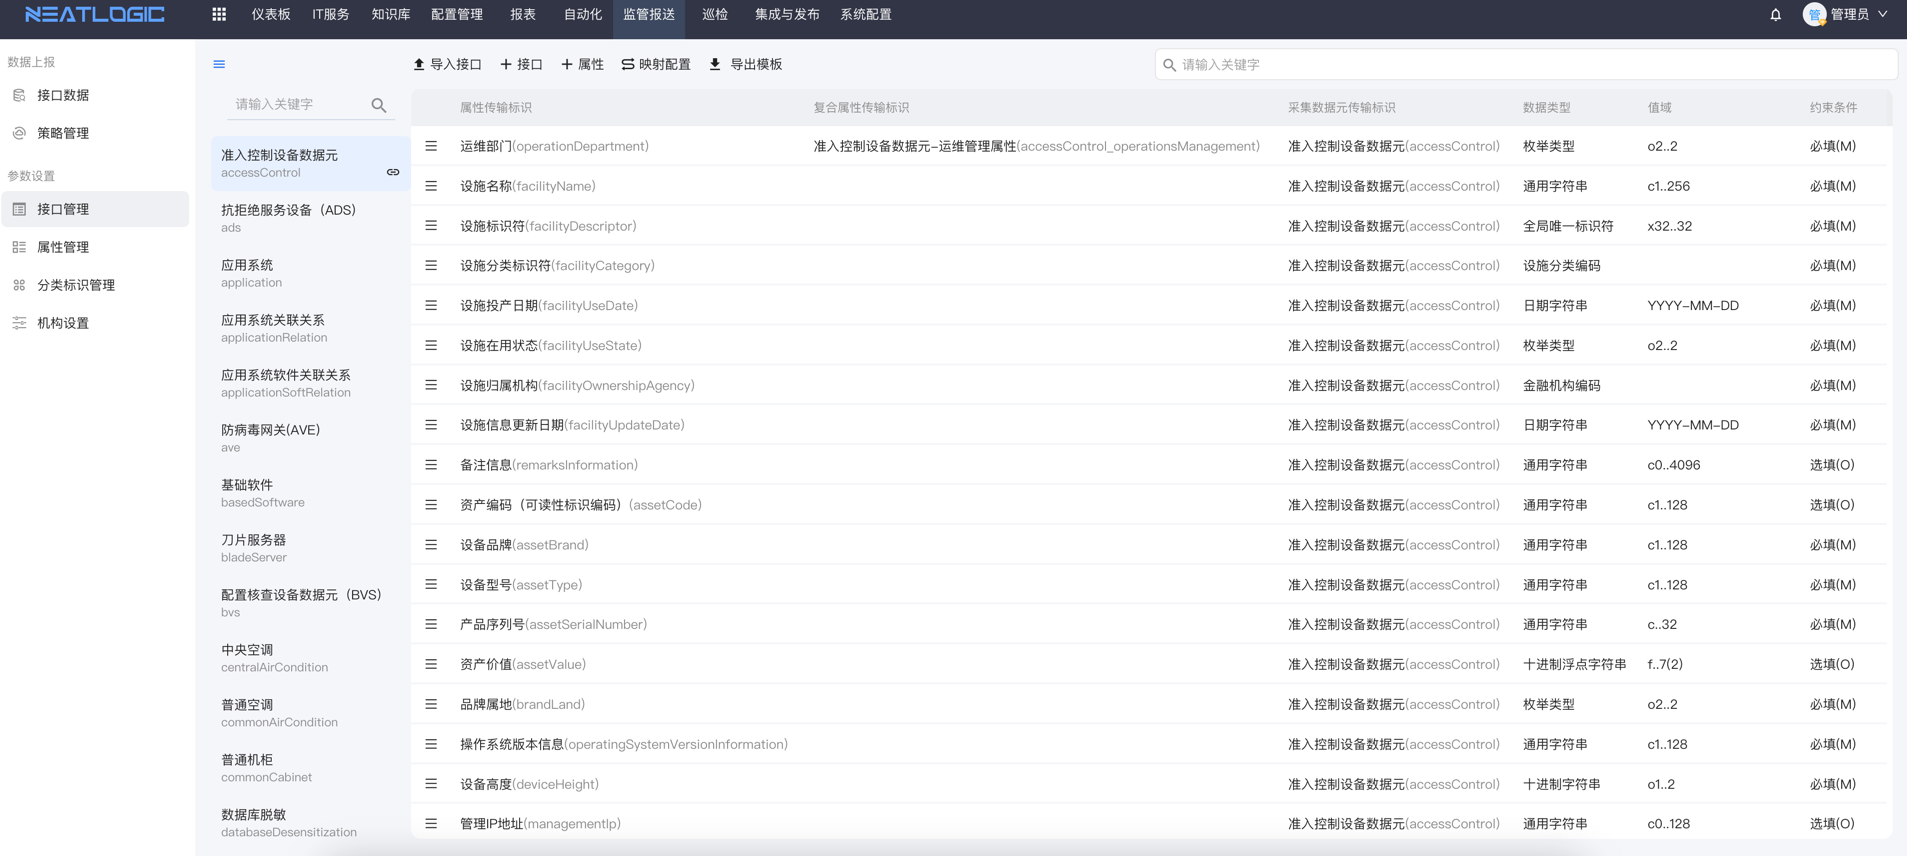 NEATLOGIC 仪表板 IT服务 知识库 配置管理 报表 自动化 监管报送 巡检 集成与发布 系统配置 管 管理员
数据上报
接口数据
策略管理
参数设置
接口管理
属性管理
分类标识管理
机构设置
请输入关键字
准入控制设备数据元
accessControl
抗拒绝服务设备（ADS）
ads
应用系统
application
应用系统关联关系
applicationRelation
应用系统软件关联关系
applicationSoftRelation
防病毒网关(AVE)
ave
基础软件
basedSoftware
刀片服务器
bladeServer
配置核查设备数据元（BVS）
bvs
中央空调
centralAirCondition
普通空调
commonAirCondition
普通机柜
commonCabinet
数据库脱敏
databaseDesensitization
导入接口 接口 属性 映射配置 导出模板 请输入关键字
属性传输标识 复合属性传输标识 采集数据元传输标识 数据类型 值域 约束条件
运维部门(operationDepartment) 准入控制设备数据元-运维管理属性(accessControl_operationsManagement) 准入控制设备数据元(accessControl) 枚举类型 o2..2 必填(M)
设施名称(facilityName) 准入控制设备数据元(accessControl) 通用字符串 c1..256 必填(M)
设施标识符(facilityDescriptor) 准入控制设备数据元(accessControl) 全局唯一标识符 x32..32 必填(M)
设施分类标识符(facilityCategory) 准入控制设备数据元(accessControl) 设施分类编码 必填(M)
设施投产日期(facilityUseDate) 准入控制设备数据元(accessControl) 日期字符串 YYYY-MM-DD 必填(M)
设施在用状态(facilityUseState) 准入控制设备数据元(accessControl) 枚举类型 o2..2 必填(M)
设施归属机构(facilityOwnershipAgency) 准入控制设备数据元(accessControl) 金融机构编码 必填(M)
设施信息更新日期(facilityUpdateDate) 准入控制设备数据元(accessControl) 日期字符串 YYYY-MM-DD 必填(M)
备注信息(remarksInformation) 准入控制设备数据元(accessControl) 通用字符串 c0..4096 选填(O)
资产编码（可读性标识编码）(assetCode) 准入控制设备数据元(accessControl) 通用字符串 c1..128 选填(O)
设备品牌(assetBrand) 准入控制设备数据元(accessControl) 通用字符串 c1..128 必填(M)
设备型号(assetType) 准入控制设备数据元(accessControl) 通用字符串 c1..128 必填(M)
产品序列号(assetSerialNumber) 准入控制设备数据元(accessControl) 通用字符串 c..32 必填(M)
资产价值(assetValue) 准入控制设备数据元(accessControl) 十进制浮点字符串 f..7(2) 选填(O)
品牌属地(brandLand) 准入控制设备数据元(accessControl) 枚举类型 o2..2 必填(M)
操作系统版本信息(operatingSystemVersionInformation) 准入控制设备数据元(accessControl) 通用字符串 c1..128 必填(M)
设备高度(deviceHeight) 准入控制设备数据元(accessControl) 十进制字符串 o1..2 必填(M)
管理IP地址(managementIp) 准入控制设备数据元(accessControl) 通用字符串 c0..128 选填(O)